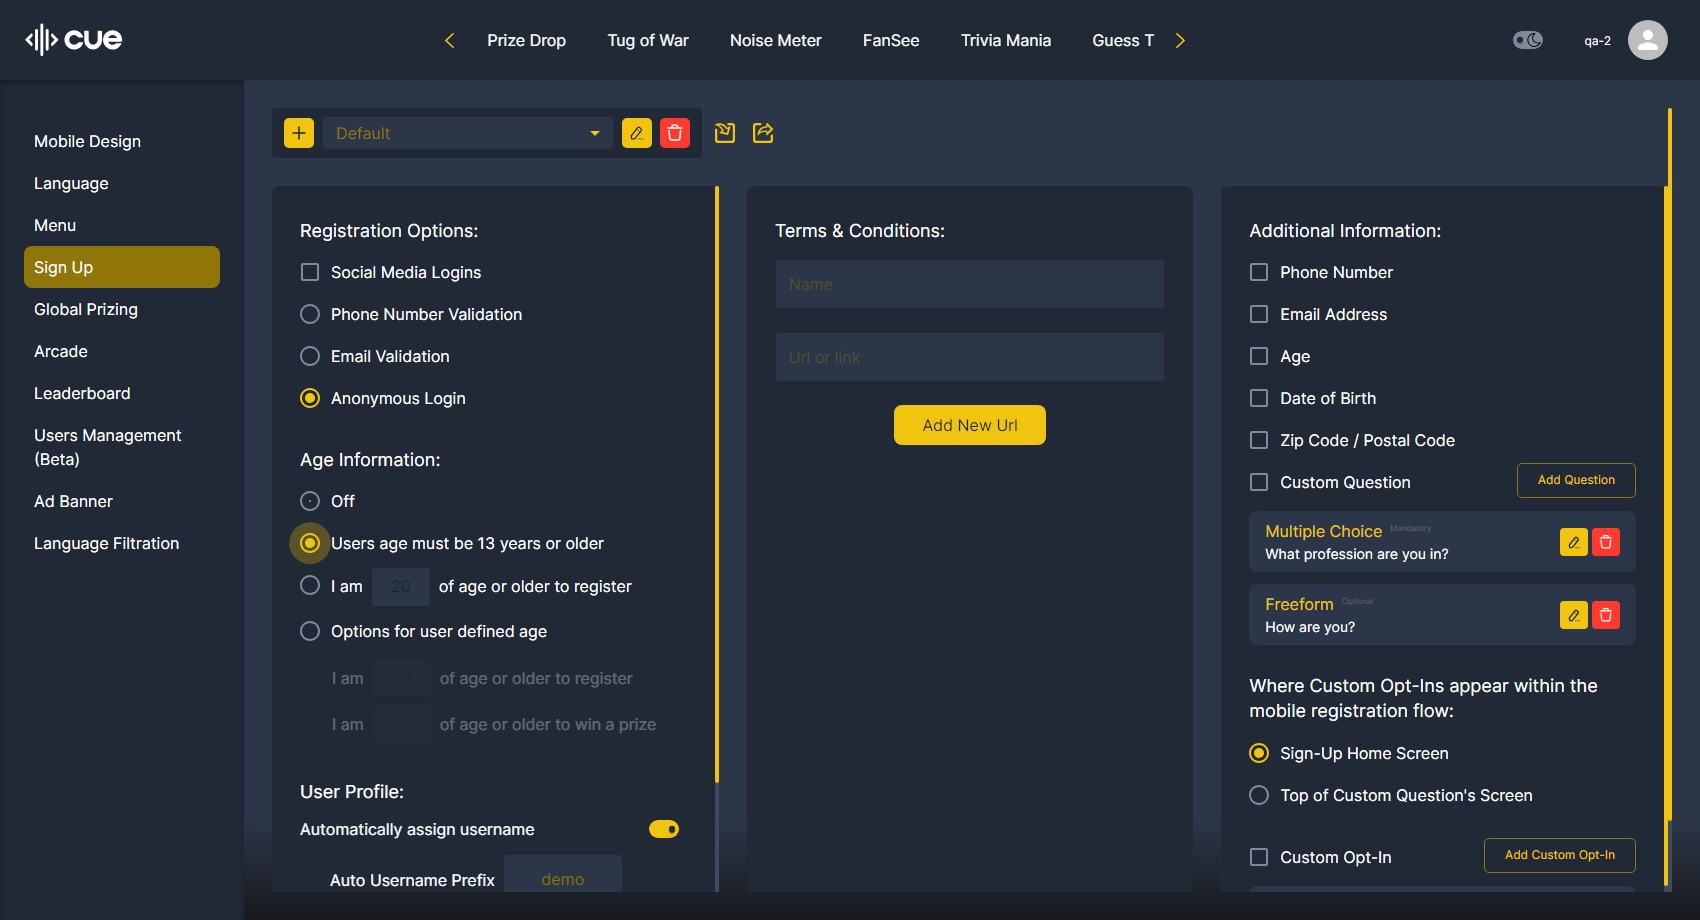 cue
Prize Drop
Tug of War
Noise Meter
FanSee
Trivia Mania
Guess T
qa-2
Mobile Design
Language
Menu
Sign Up
Global Prizing
Arcade
Leaderboard
Users Management
(Beta)
Ad Banner
Language Filtration
Default
Registration Options:
Social Media Logins
Phone Number Validation
Email Validation
Anonymous Login
Age Information:
Off
Users age must be 13 years or older
I am 20 of age or older to register
Options for user defined age
I am 20 of age or older to register
I am 15 of age or older to win a prize
User Profile:
Automatically assign username
Auto Username Prefix demo
Terms & Conditions:
Name
Url or link
Add New Url
Additional Information:
Phone Number
Email Address
Age
Date of Birth
Zip Code / Postal Code
Custom Question Add Question
Multiple Choice Mandatory
What profession are you in?
Freeform Optional
How are you?
Where Custom Opt-Ins appear within the
mobile registration flow:
Sign-Up Home Screen
Top of Custom Question's Screen
Custom Opt-In Add Custom Opt-In